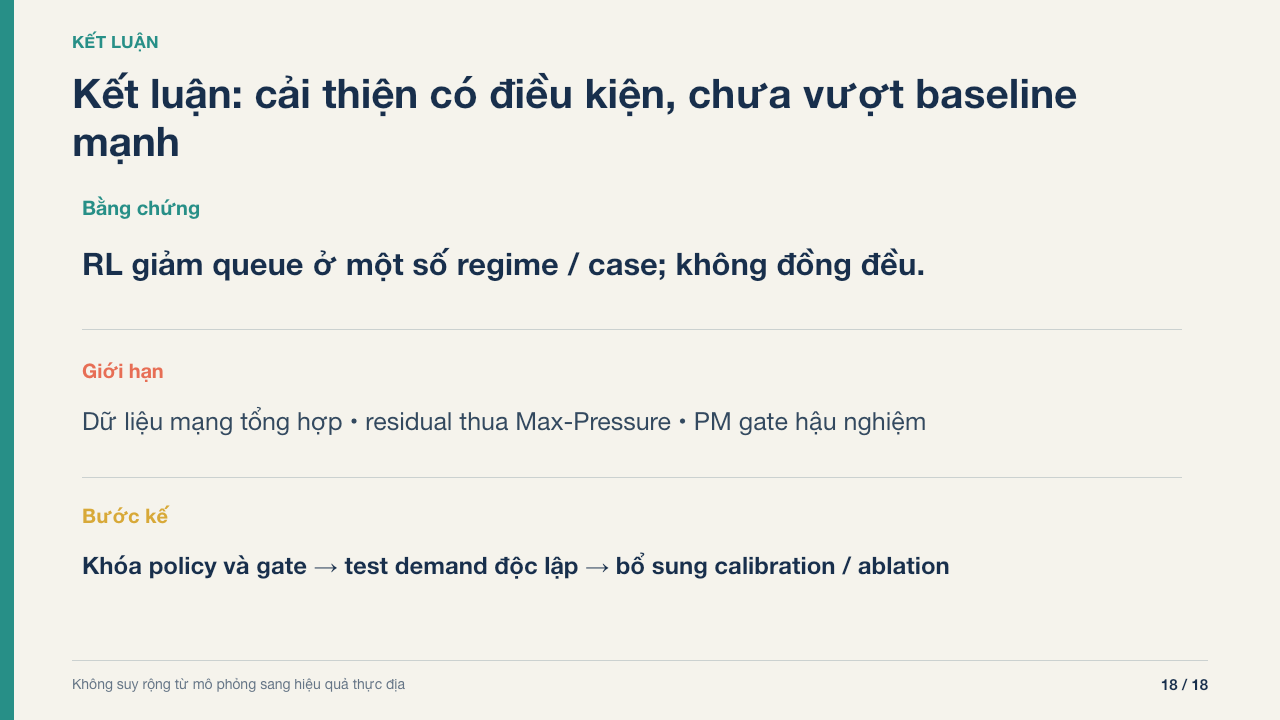 KẾT LUẬN
Kết luận: cải thiện có điều kiện, chưa vượt baseline
mạnh
Bằng chứng
RL giảm queue ở một số regime / case; không đồng đều.
Giới hạn
Dữ liệu mạng tổng hợp • residual thua Max-Pressure • PM gate hậu nghiệm
Bước kế
Khóa policy và gate → test demand độc lập → bổ sung calibration / ablation
Không suy rộng từ mô phỏng sang hiệu quả thực địa
18 / 18